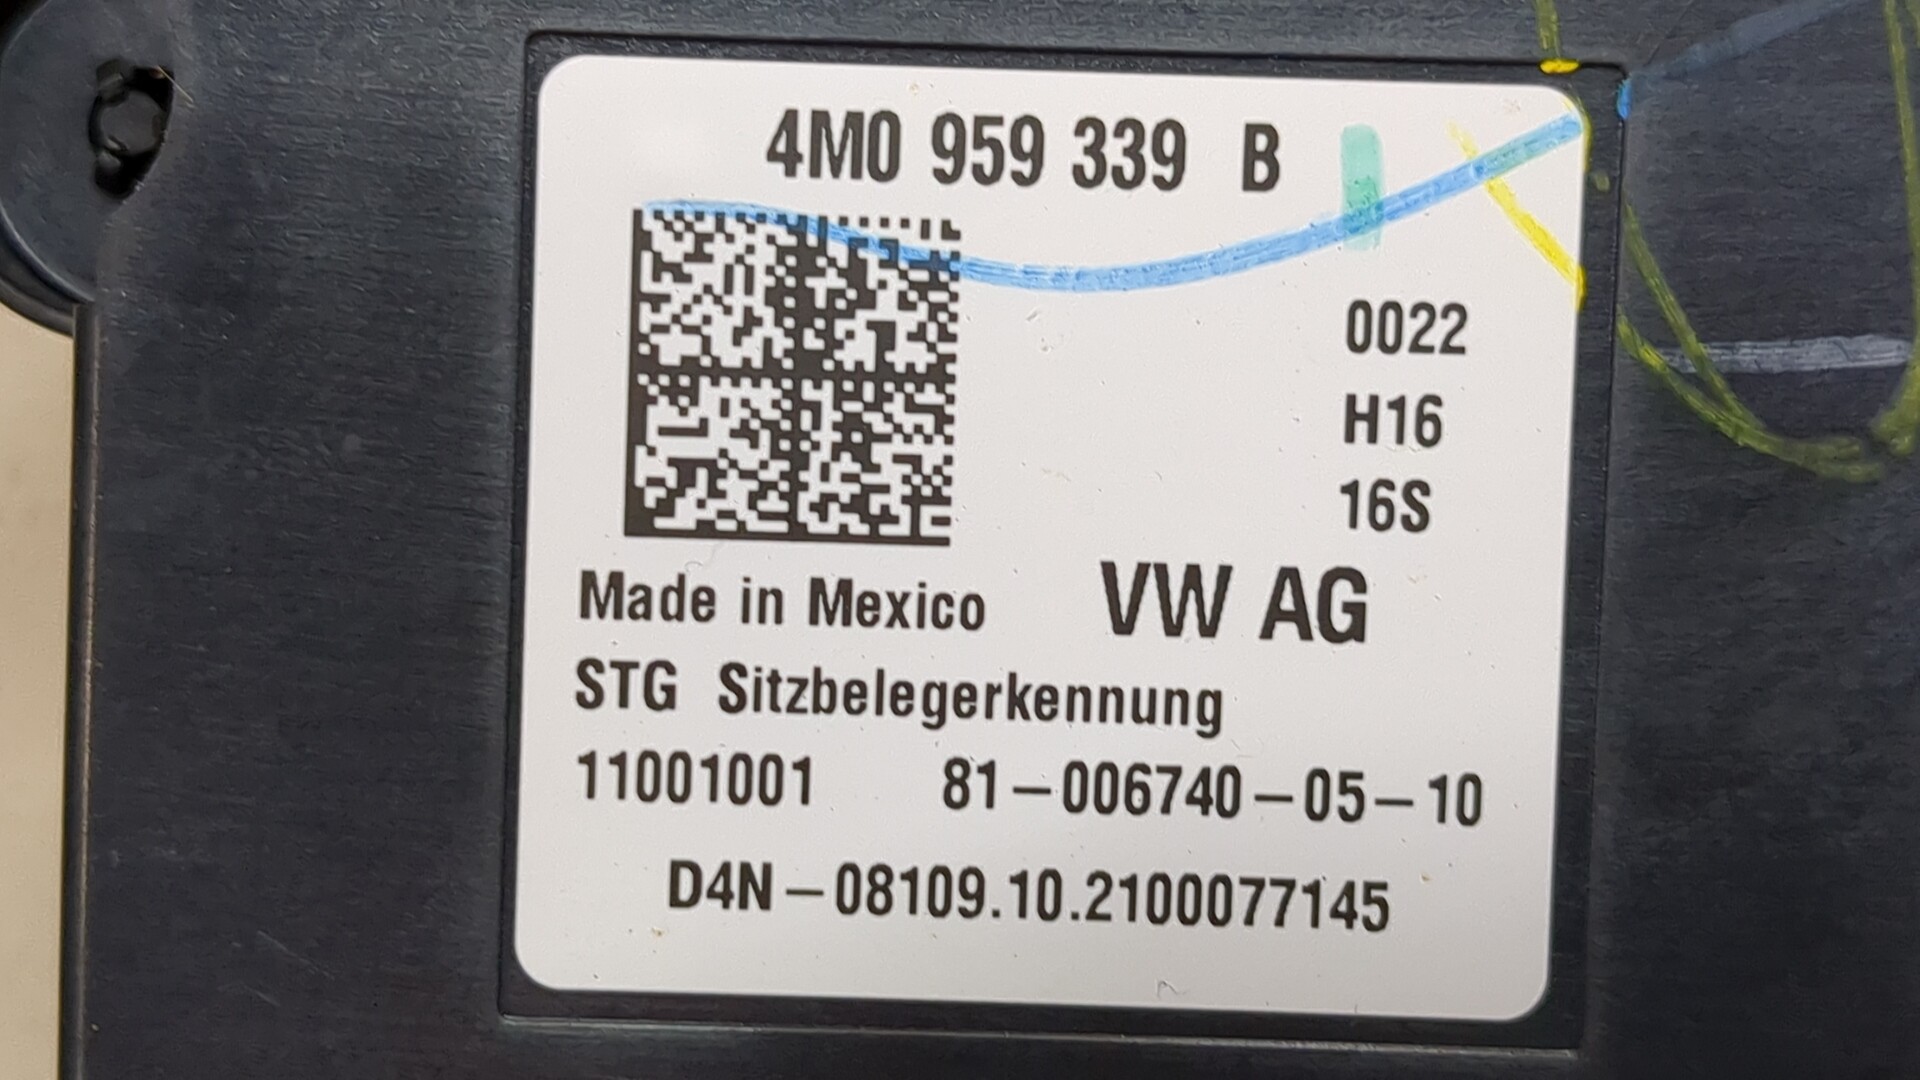 4M0 959 339 B
0022
H16
16S
Made in Mexico VW AG
STG Sitzbelegerkennung
11001001 81-006740-05-10
D4N-08109.10.2100077145